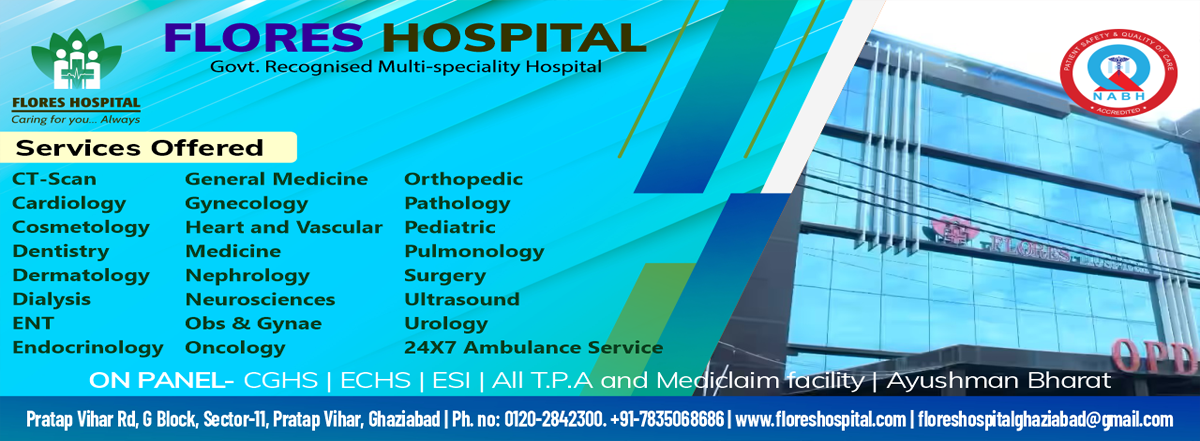 FLORES HOSPITAL
Govt. Recognised Multi-speciality Hospital
FLORES HOSPITAL
Caring for you... Always
PATIENT SAFETY & QUALITY OF CARE
NABH
ACCREDITED
Services Offered
CT-Scan
Cardiology
Cosmetology
Dentistry
Dermatology
Dialysis
ENT
Endocrinology
General Medicine
Gynecology
Heart and Vascular
Medicine
Nephrology
Neurosciences
Obs & Gynae
Oncology
Orthopedic
Pathology
Pediatric
Pulmonology
Surgery
Ultrasound
Urology
24X7 Ambulance Service
FLORES
OPD
ON PANEL- CGHS | ECHS | ESI | All T.P.A and Mediclaim facility | Ayushman Bharat
Pratap Vihar Rd, G Block, Sector-11, Pratap Vihar, Ghaziabad | Ph. no: 0120-2842300. +91-7835068686 | www.floreshospital.com | floreshospitalghaziabad@gmail.com